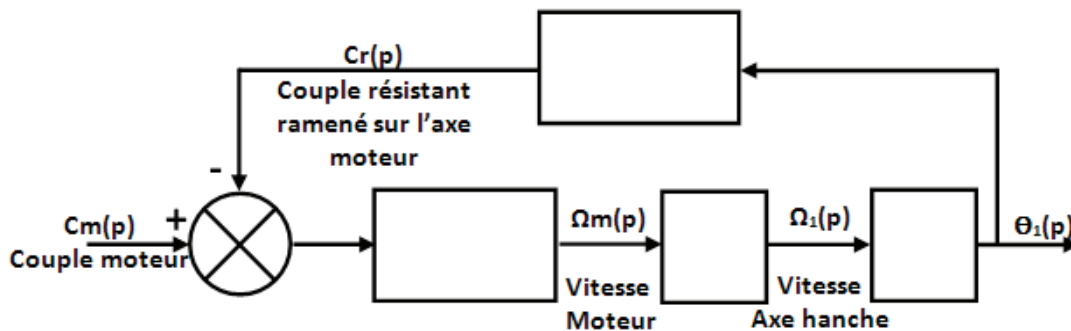 Cr(p)
Couple résistant
ramené sur l'axe
moteur
-
+
Cm(p)
Couple moteur
Ωm(p)
Vitesse
Moteur
Ω₁(p)
Vitesse
Axe hanche
Θ₁(p)